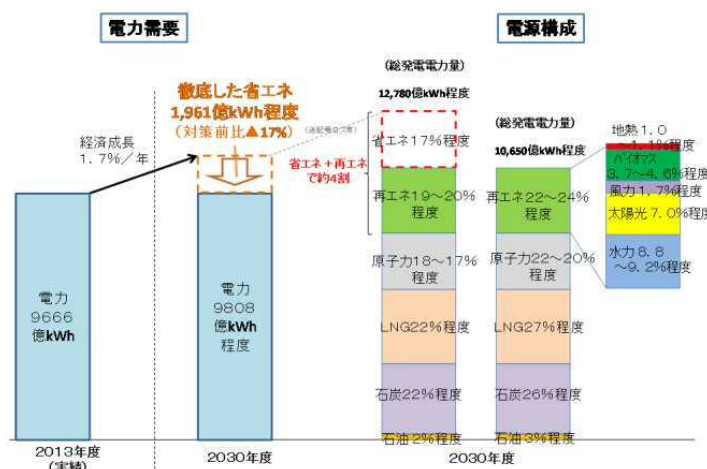 電力需要
電源構成
徹底した省エネ
1,961億kWh程度
(対策前比▲17%)
経済成長
1.7%/年
電力
9666
億kWh
電力
9808
億kWh
程度
2013年度
(実績)
2030年度
(総発電電力量)
12,780億kWh程度
(送配電ロス等)
省エネ+再エネ
で約4割
省エネ17%程度
再エネ19~20%
程度
原子力18~17%
程度
LNG22%程度
石炭22%程度
石油2%程度
(総発電電力量)
10,650億kWh程度
再エネ22~24%
程度
原子力22~20%
程度
LNG27%程度
石炭26%程度
石油3%程度
2030年度
地熱1.0
~1.1%程度
バイオマス
3.7~4.6%程度
風力1.7%程度
太陽光7.0%程度
水力8.8
~9.2%程度